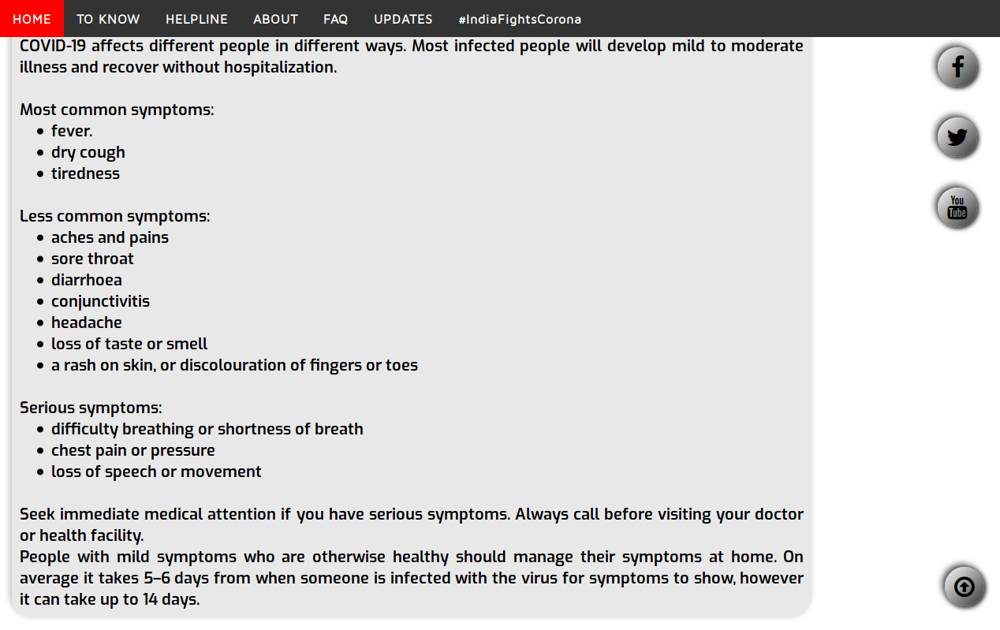 HOME TO KNOW HELPLINE ABOUT FAQ UPDATES #IndiaFightsCorona
COVID-19 affects different people in different ways. Most infected people will develop mild to moderate
illness and recover without hospitalization.
Most common symptoms:
• fever.
• dry cough
• tiredness
Less common symptoms:
• aches and pains
• sore throat
• diarrhoea
• conjunctivitis
• headache
• loss of taste or smell
• a rash on skin, or discolouration of fingers or toes
Serious symptoms:
• difficulty breathing or shortness of breath
• chest pain or pressure
• loss of speech or movement
Seek immediate medical attention if you have serious symptoms. Always call before visiting your doctor
or health facility.
People with mild symptoms who are otherwise healthy should manage their symptoms at home. On
average it takes 5–6 days from when someone is infected with the virus for symptoms to show, however
it can take up to 14 days.
You
Tube